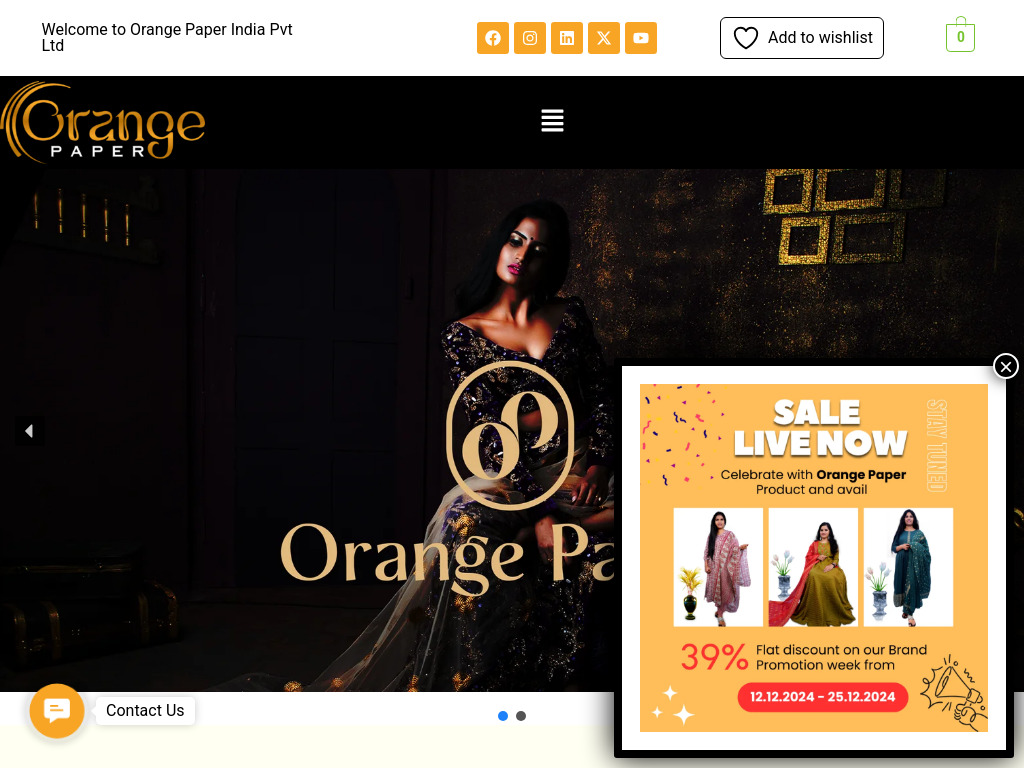 Welcome to Orange Paper India Pvt
Ltd
Add to wishlist
0
Orange
PAPER
Orange Pa
SALE
LIVE NOW
STAY TUNED
Celebrate with Orange Paper
Product and avail
39% Flat discount on our Brand
Promotion week from
12.12.2024 - 25.12.2024
Contact Us